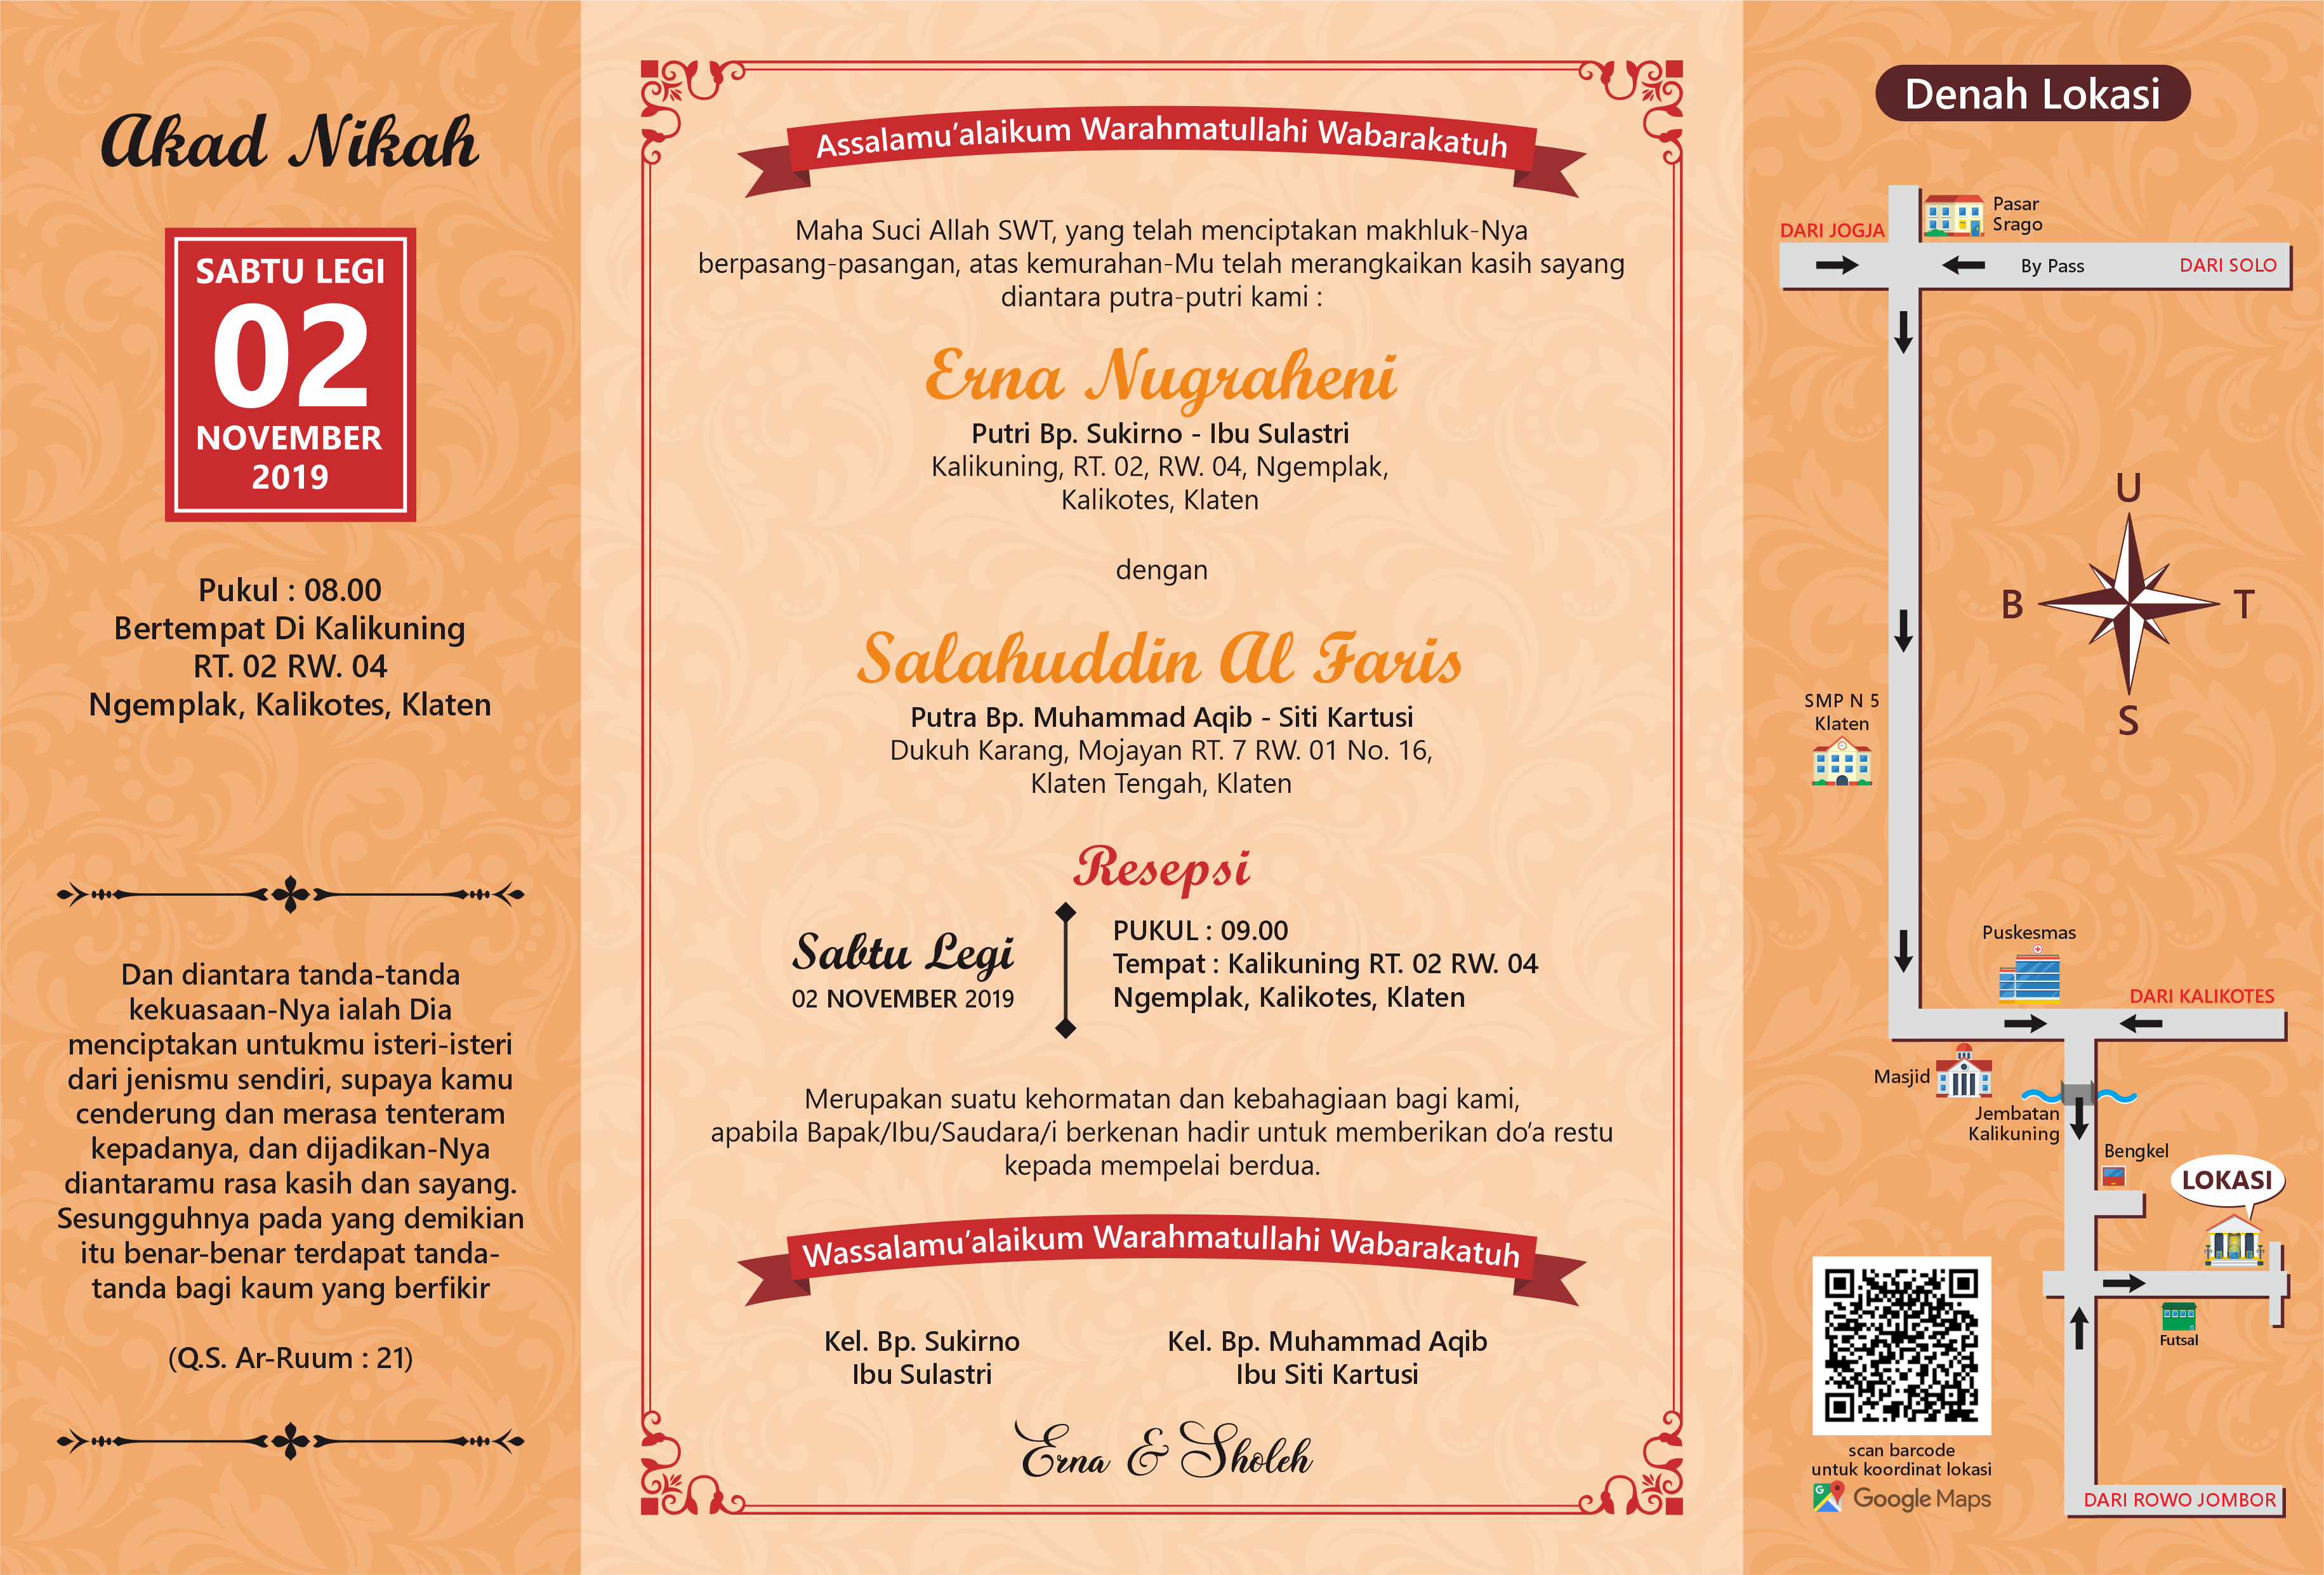 Akad Nikah
SABTU LEGI
02
NOVEMBER
2019
Pukul : 08.00
Bertempat Di Kalikuning
RT. 02 RW. 04
Ngemplak, Kalikotes, Klaten
Dan diantara tanda-tanda
kekuasaan-Nya ialah Dia
menciptakan untukmu isteri-isteri
dari jenismu sendiri, supaya kamu
cenderung dan merasa tenteram
kepadanya, dan dijadikan-Nya
diantaramu rasa kasih dan sayang.
Sesungguhnya pada yang demikian
itu benar-benar terdapat tanda-
tanda bagi kaum yang berfikir
(Q.S. Ar-Ruum : 21)
Assalamu’alaikum Warahmatullahi Wabarakatuh
Maha Suci Allah SWT, yang telah menciptakan makhluk-Nya
berpasang-pasangan, atas kemurahan-Mu telah merangkaikan kasih sayang
diantara putra-putri kami :
Erna Nugraheni
Putri Bp. Sukirno - Ibu Sulastri
Kalikuning, RT. 02, RW. 04, Ngemplak,
Kalikotes, Klaten
dengan
Salahuddin Al Faris
Putra Bp. Muhammad Aqib - Siti Kartusi
Dukuh Karang, Mojayan RT. 7 RW. 01 No. 16,
Klaten Tengah, Klaten
Resepsi
Sabtu Legi
02 NOVEMBER 2019
PUKUL : 09.00
Tempat : Kalikuning RT. 02 RW. 04
Ngemplak, Kalikotes, Klaten
Merupakan suatu kehormatan dan kebahagiaan bagi kami,
apabila Bapak/Ibu/Saudara/i berkenan hadir untuk memberikan do’a restu
kepada mempelai berdua.
Wassalamu’alaikum Warahmatullahi Wabarakatuh
Kel. Bp. Sukirno
Ibu Sulastri
Kel. Bp. Muhammad Aqib
Ibu Siti Kartusi
Erna & Sholeh
Denah Lokasi
Pasar
Srago
DARI JOGJA
By Pass
DARI SOLO
U
B
T
S
SMP N 5
Klaten
Puskesmas
DARI KALIKOTES
Masjid
Jembatan
Kalikuning
Bengkel
LOKASI
Futsal
scan barcode
untuk koordinat lokasi
G
Google Maps
DARI ROWO JOMBOR